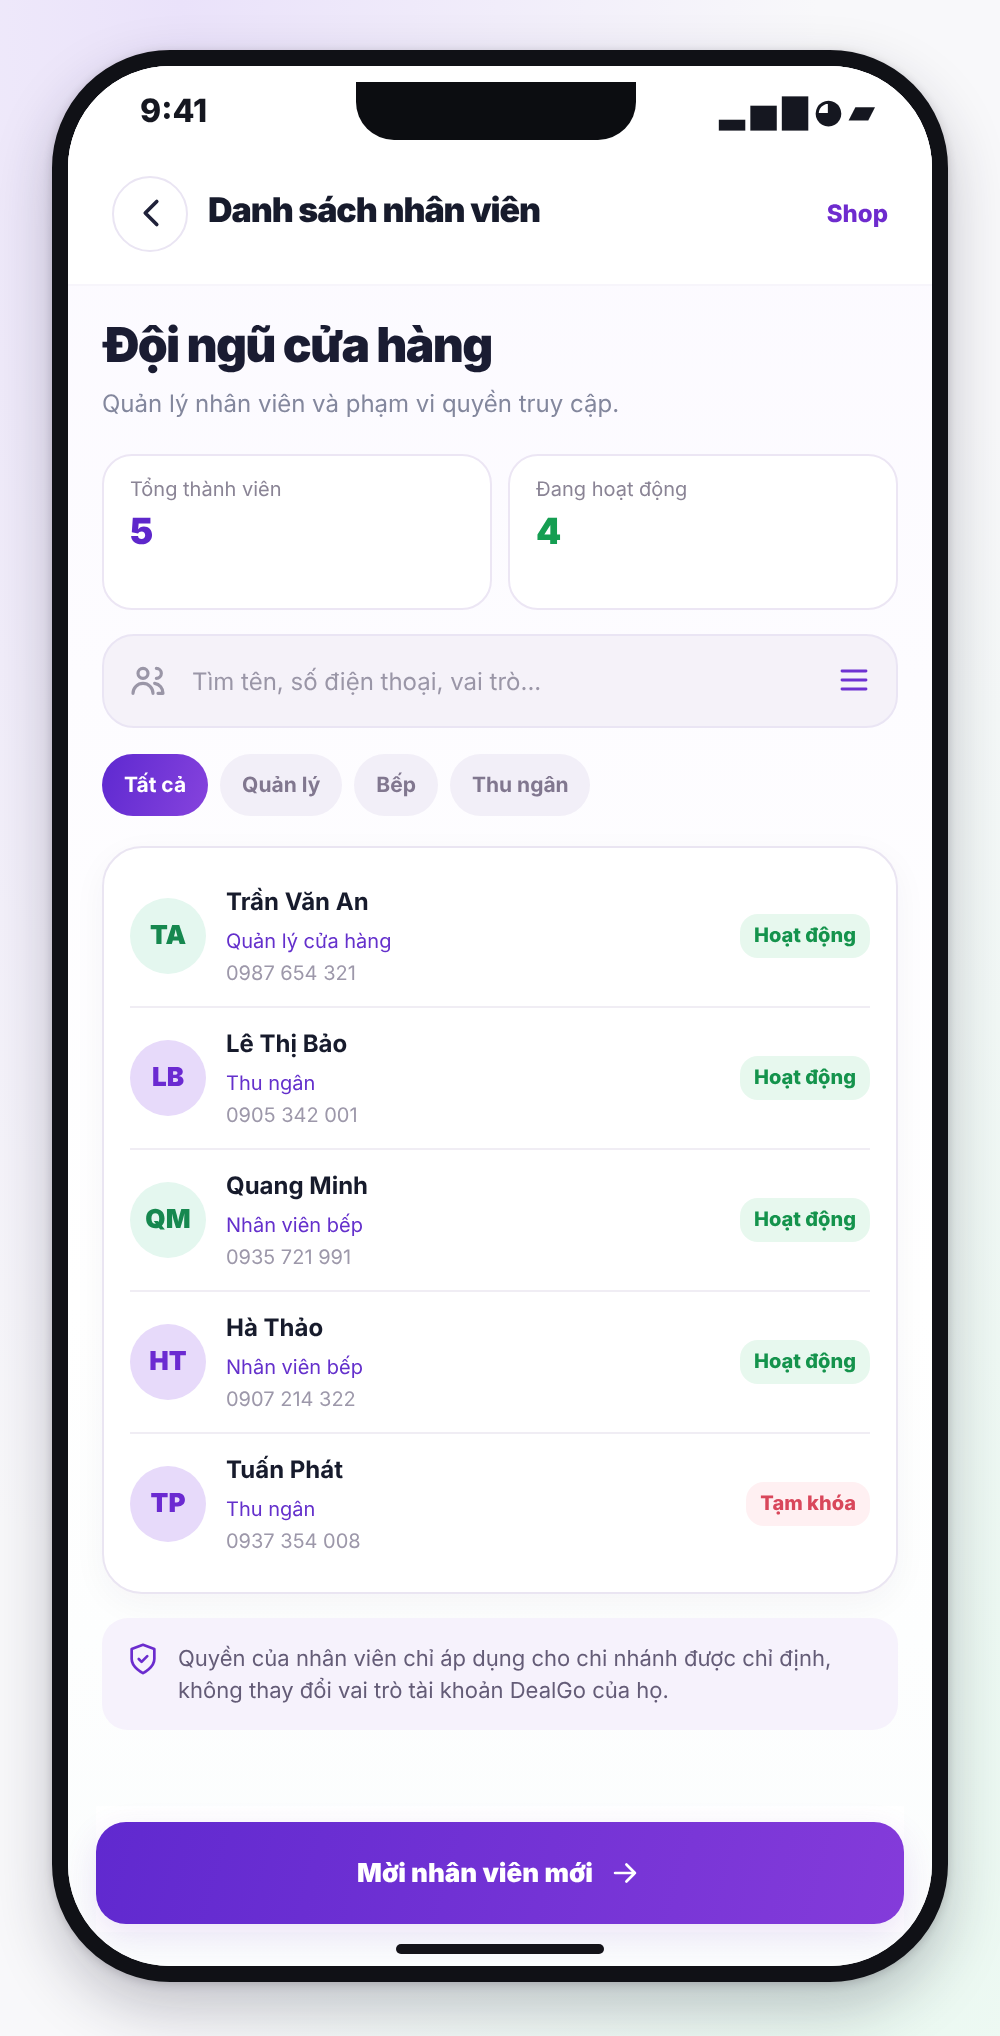 9:41
Danh sách nhân viên
Shop
Đội ngũ cửa hàng
Quản lý nhân viên và phạm vi quyền truy cập.
Tổng thành viên
5
Đang hoạt động
4
Tìm tên, số điện thoại, vai trò...
Tất cả
Quản lý
Bếp
Thu ngân
TA
Trần Văn An
Quản lý cửa hàng
0987 654 321
Hoạt động
LB
Lê Thị Bảo
Thu ngân
0905 342 001
Hoạt động
QM
Quang Minh
Nhân viên bếp
0935 721 991
Hoạt động
HT
Hà Thảo
Nhân viên bếp
0907 214 322
Hoạt động
TP
Tuấn Phát
Thu ngân
0937 354 008
Tạm khóa
Quyền của nhân viên chỉ áp dụng cho chi nhánh được chỉ định,
không thay đổi vai trò tài khoản DealGo của họ.
Mời nhân viên mới